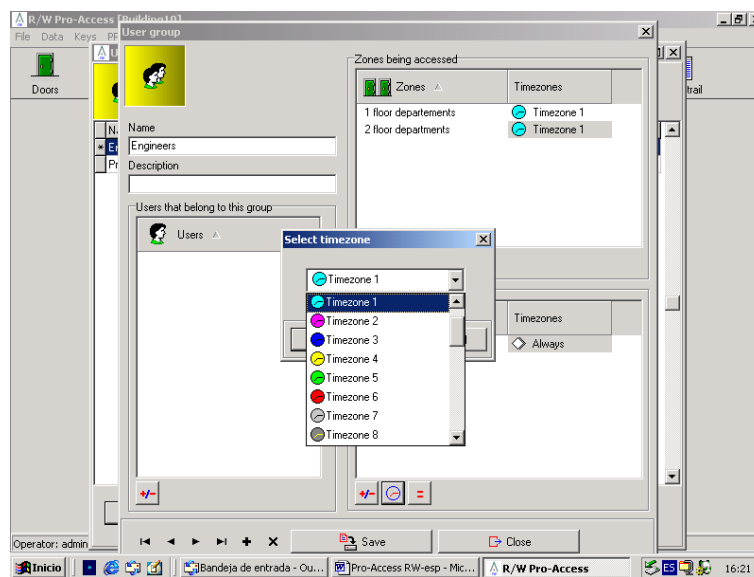 R/W Pro-Access [Building10]
User group
File Data Keys
Doors
trail
Zones being accessed
Zones
Timezones
1 floor departements
Timezone 1
2 floor departments
Timezone 1
Name
Engineers
Description
Users that belong to this group
Users
Select timezone
Timezone 1
Timezone 1
Timezone 2
Timezone 3
Timezone 4
Timezone 5
Timezone 6
Timezone 7
Timezone 8
Timezones
Always
+/-
+/-
=
Save
Close
Operator: admin
Inicio
Bandeja de entrada - Ou...
Pro-Access RW-esp - Mic...
R/W Pro-Access
ES
16:21